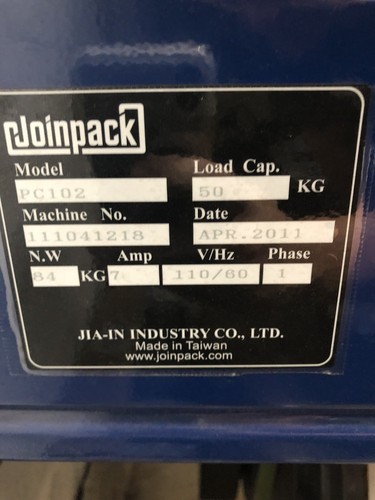 Joinpack
Model Load Cap.
PC102 50 KG
Machine No. Date
111041218 APR.2011
N.W Amp V/Hz Phase
84 KG 7 110/60 1
JIA-IN INDUSTRY CO., LTD.
Made in Taiwan
www.joinpack.com